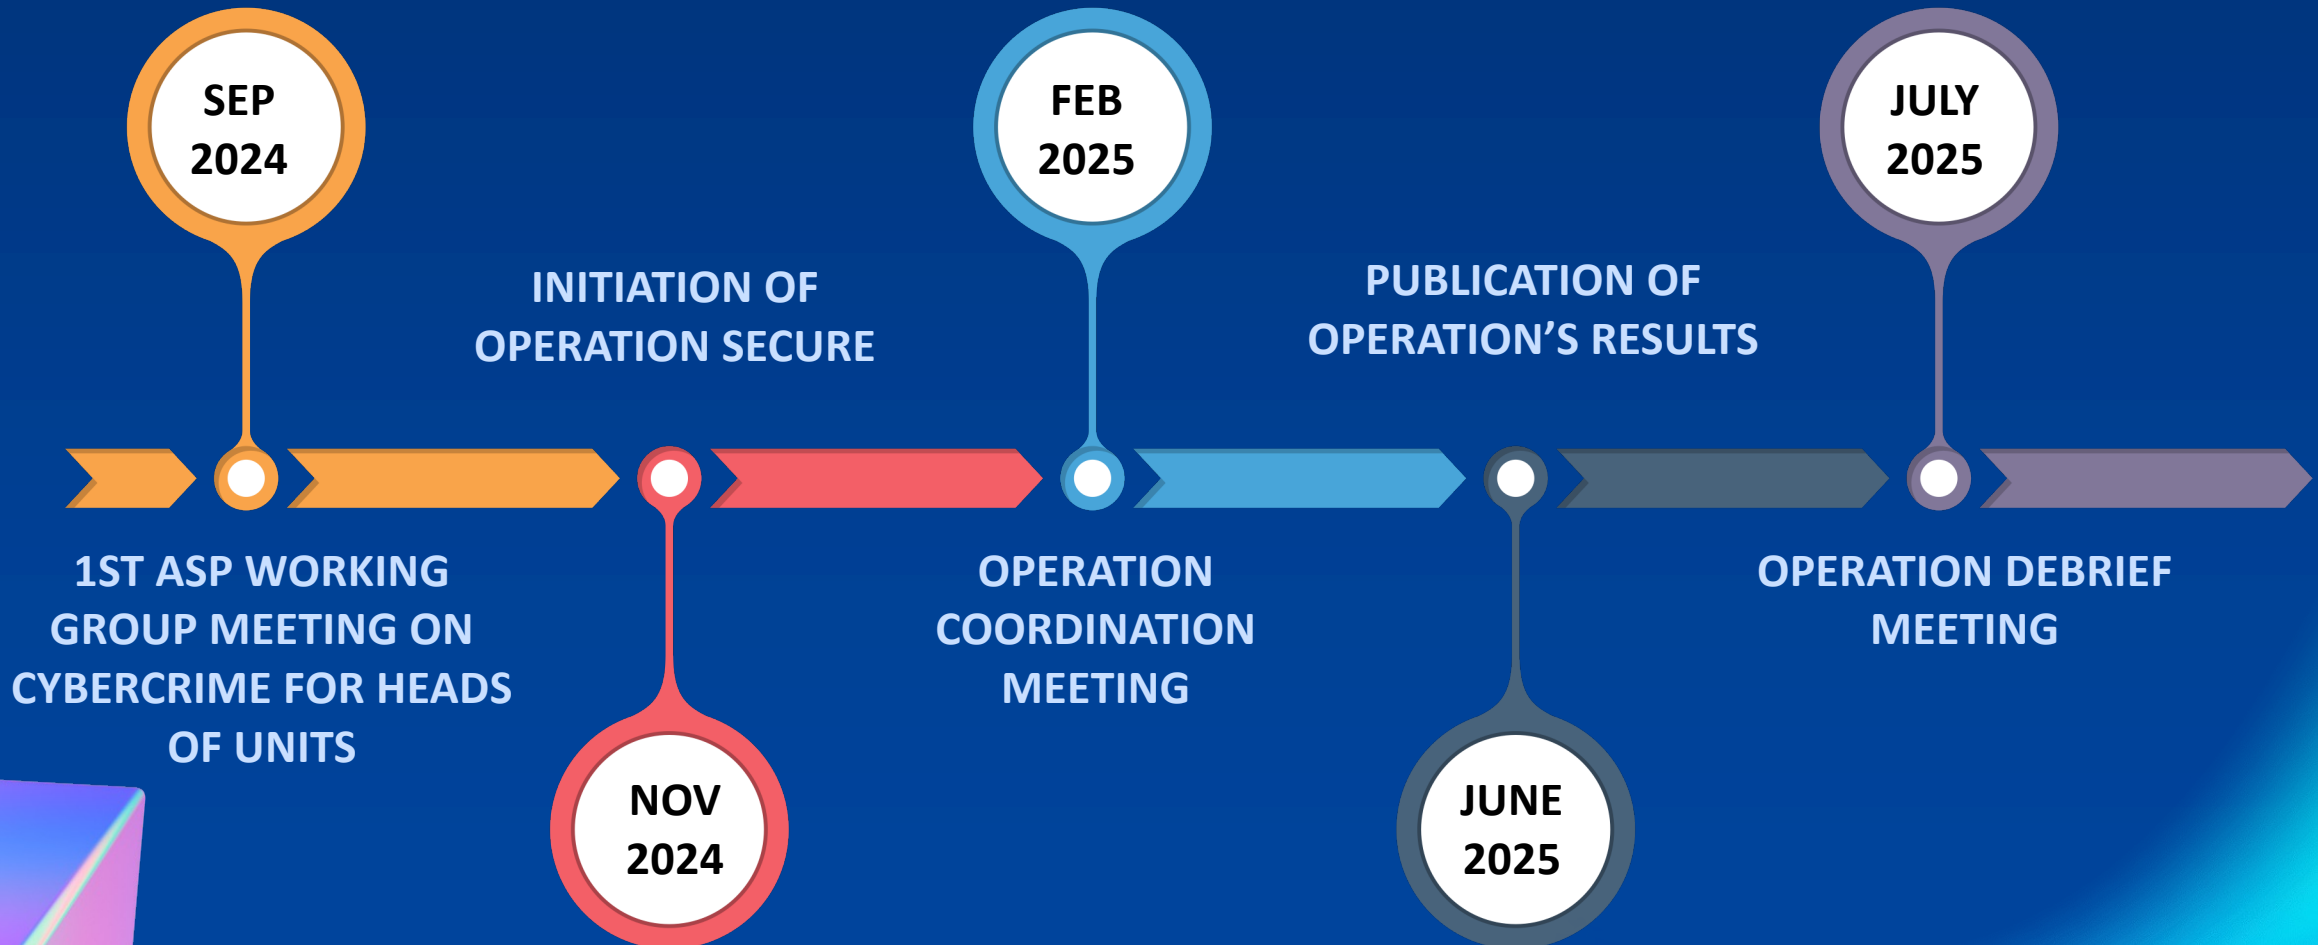 SEP
2024
1ST ASP WORKING
GROUP MEETING ON
CYBERCRIME FOR HEADS
OF UNITS
INITIATION OF
OPERATION SECURE
NOV
2024
FEB
2025
OPERATION
COORDINATION
MEETING
PUBLICATION OF
OPERATION’S RESULTS
JUNE
2025
JULY
2025
OPERATION DEBRIEF
MEETING